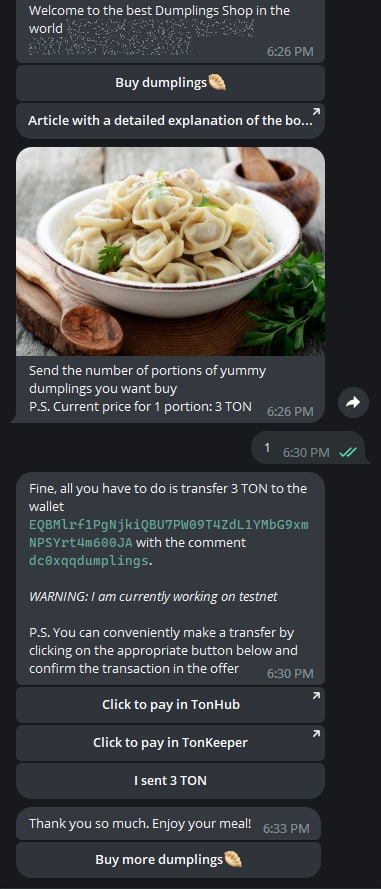 Welcome to the best Dumplings Shop in the
world
6:26 PM
Buy dumplings🥟
Article with a detailed explanation of the bo...
Send the number of portions of yummy
dumplings you want buy
P.S. Current price for 1 portion: 3 TON 6:26 PM
1 6:30 PM
Fine, all you have to do is transfer 3 TON to the
wallet
EQBMlrf1PgNjkiQBU7PW09T4ZdL1YMbG9xm
NPSYrt4m600JA with the comment
dc0xqqdumplings.
WARNING: I am currently working on testnet
P.S. You can conveniently make a transfer by
clicking on the appropriate button below and
confirm the transaction in the offer 6:30 PM
Click to pay in TonHub
Click to pay in TonKeeper
I sent 3 TON
Thank you so much. Enjoy your meal! 6:33 PM
Buy more dumplings🥟